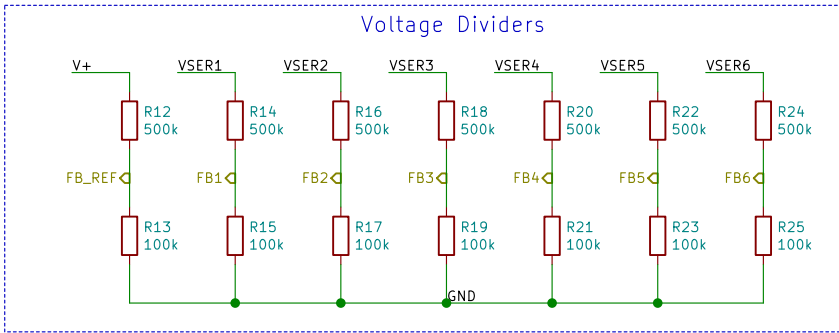 Voltage Dividers
V+ VSER1 VSER2 VSER3 VSER4 VSER5 VSER6
R12 R14 R16 R18 R20 R22 R24
500k 500k 500k 500k 500k 500k 500k
FB_REF FB1 FB2 FB3 FB4 FB5 FB6
R13 R15 R17 R19 R21 R23 R25
100k 100k 100k 100k 100k 100k 100k
GND